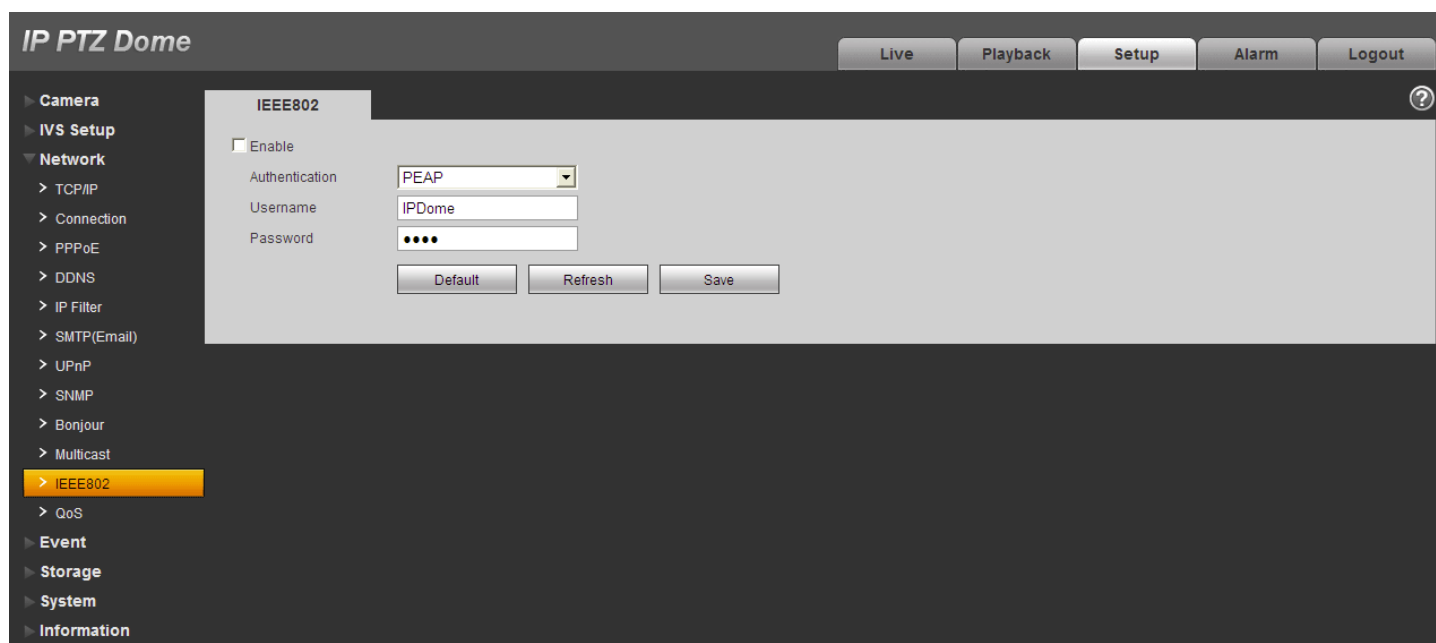 IP PTZ Dome
Live
Playback
Setup
Alarm
Logout
Camera
IVS Setup
Network
> TCP/IP
> Connection
> PPPoE
> DDNS
> IP Filter
> SMTP(Email)
> UPnP
> SNMP
> Bonjour
> Multicast
> IEEE802
> QoS
Event
Storage
System
Information
IEEE802
?
Enable
Authentication PEAP
Username IPDome
Password ●●●●
Default Refresh Save